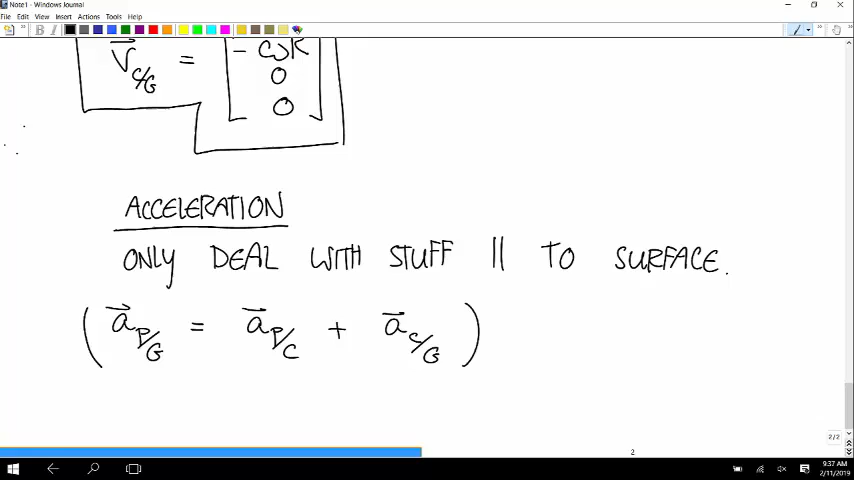 Note1 - Windows Journal
File Edit View Insert Actions Tools Help
B I
V⃗ C/G = [ - ωR
0
0 ]
ACCELERATION
ONLY DEAL WITH STUFF || TO SURFACE.
( a⃗ P/G = a⃗ P/C + a⃗ C/G )
2/2
2
9:37 AM
2/11/2019